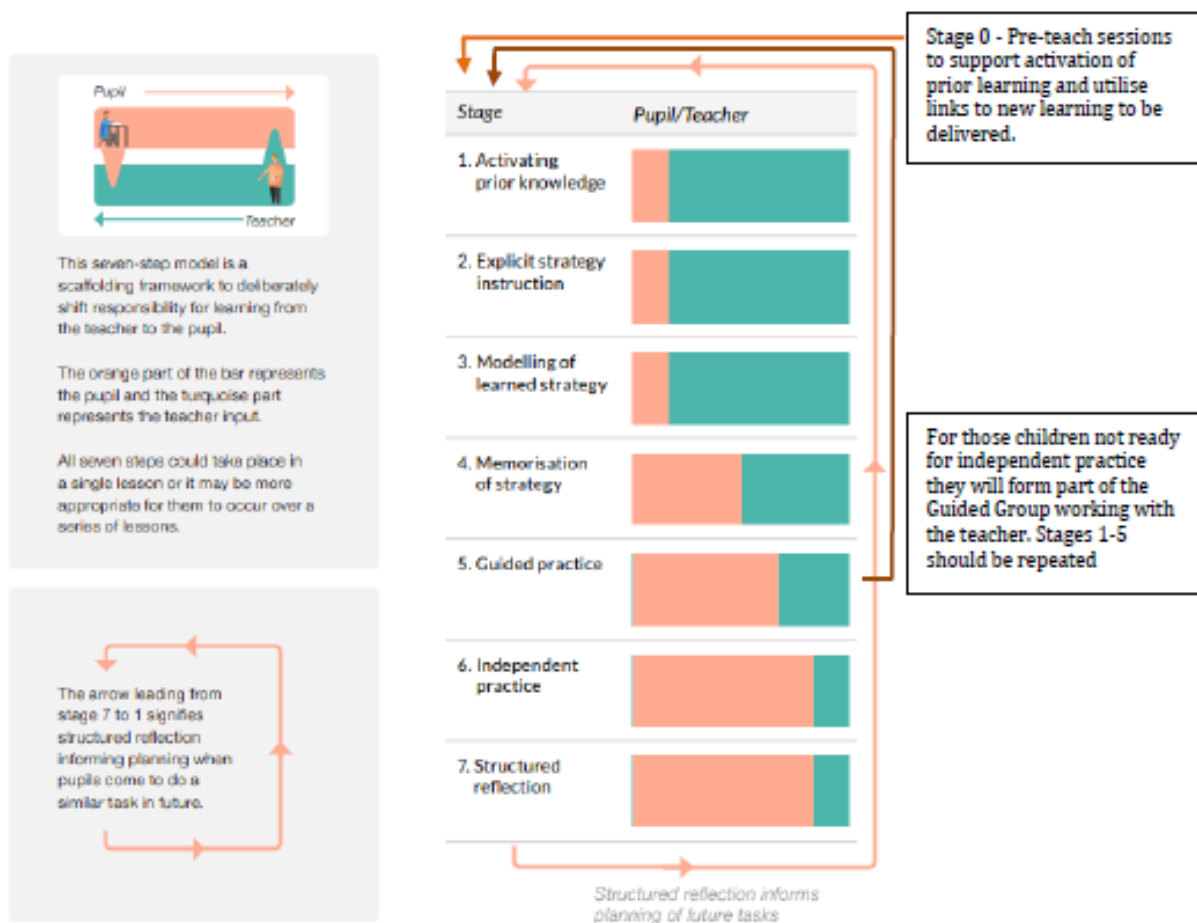 Pupil
Teacher
This seven-step model is a
scaffolding framework to deliberately
shift responsibility for learning from
the teacher to the pupil.
The orange part of the bar represents
the pupil and the turquoise part
represents the teacher input.
All seven steps could take place in
a single lesson or it may be more
appropriate for them to occur over a
series of lessons.
The arrow leading from
stage 7 to 1 signifies
structured reflection
informing planning when
pupils come to do a
similar task in future.
Stage Pupil/Teacher
1. Activating
prior knowledge
2. Explicit strategy
instruction
3. Modelling of
learned strategy
4. Memorisation
of strategy
5. Guided practice
6. Independent
practice
7. Structured
reflection
Structured reflection informs
planning of future tasks
Stage 0 - Pre-teach sessions
to support activation of
prior learning and utilise
links to new learning to be
delivered.
For those children not ready
for independent practice
they will form part of the
Guided Group working with
the teacher. Stages 1-5
should be repeated